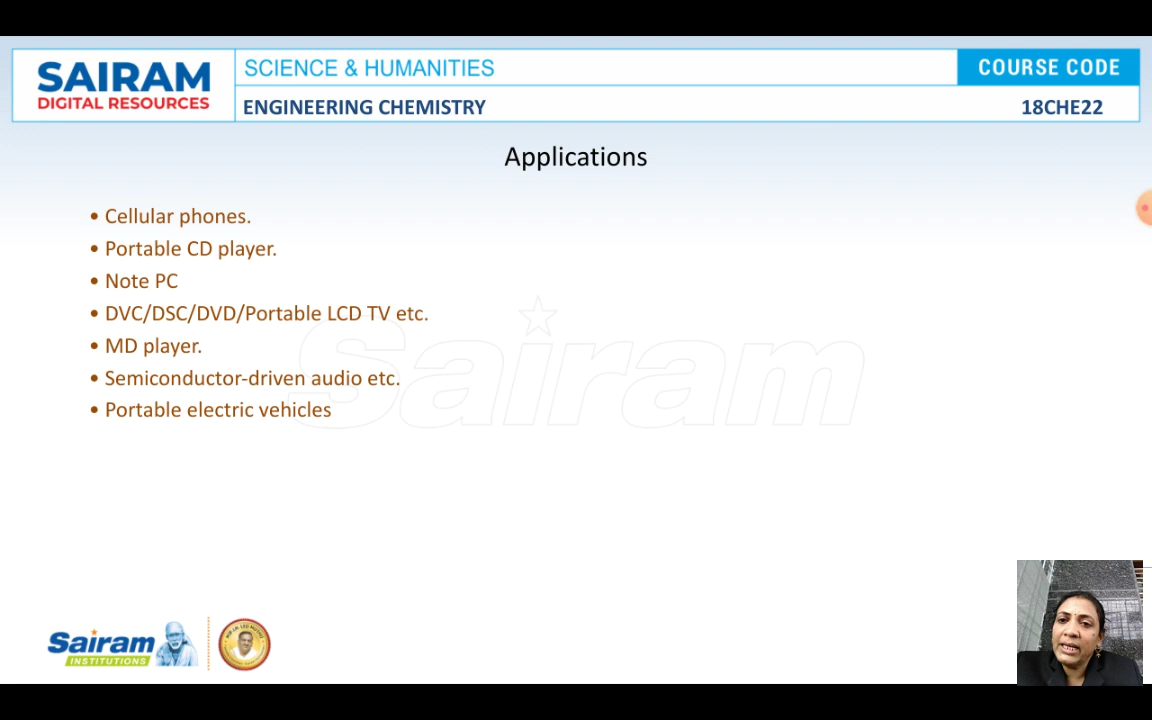 SAIRAM
DIGITAL RESOURCES
SCIENCE & HUMANITIES
COURSE CODE
ENGINEERING CHEMISTRY
18CHE22
Applications
• Cellular phones.
• Portable CD player.
• Note PC
• DVC/DSC/DVD/Portable LCD TV etc.
• MD player.
• Semiconductor-driven audio etc.
• Portable electric vehicles
Sairam
Sairam
INSTITUTIONS